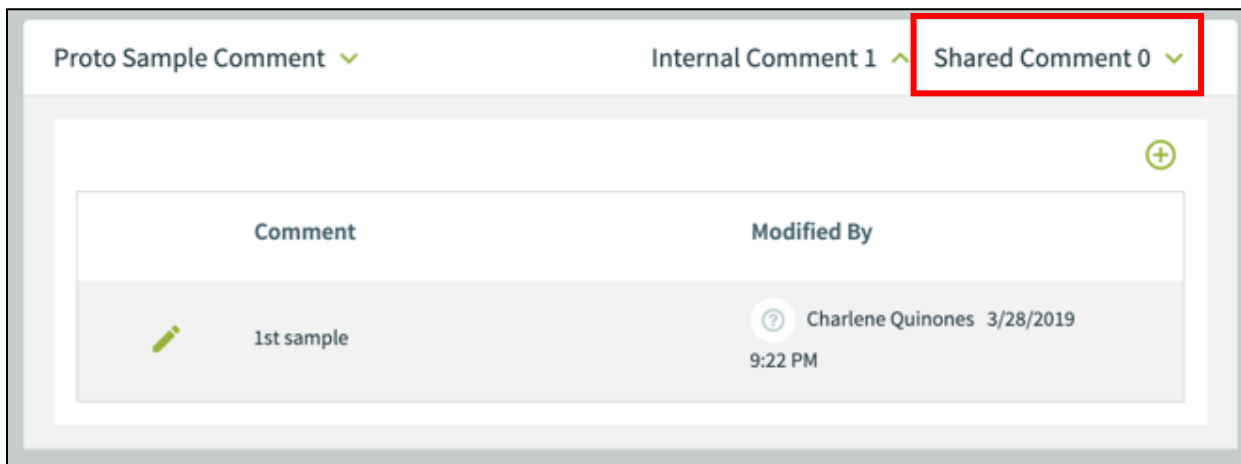 Proto Sample Comment Internal Comment 1 Shared Comment 0
Comment Modified By
1st sample Charlene Quinones 3/28/2019
9:22 PM